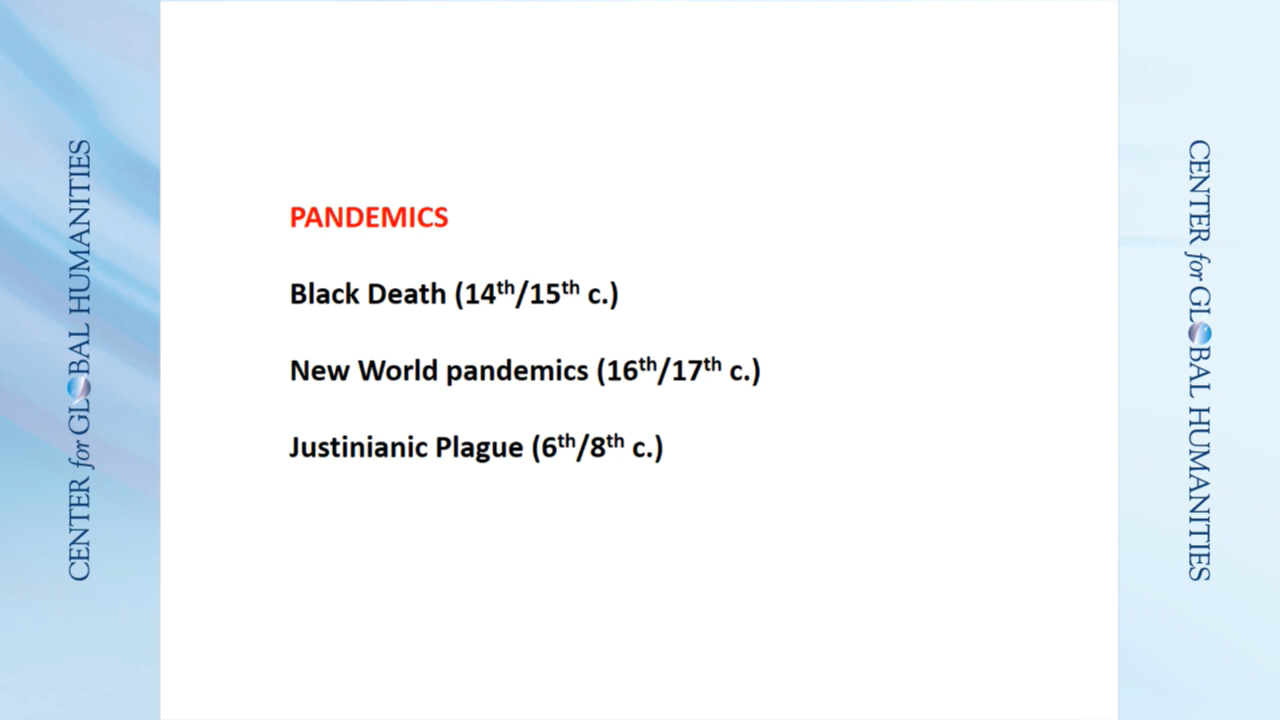 CENTER for GLOBAL HUMANITIES
PANDEMICS
Black Death (14th/15th c.)
New World pandemics (16th/17th c.)
Justinianic Plague (6th/8th c.)
CENTER for GLOBAL HUMANITIES